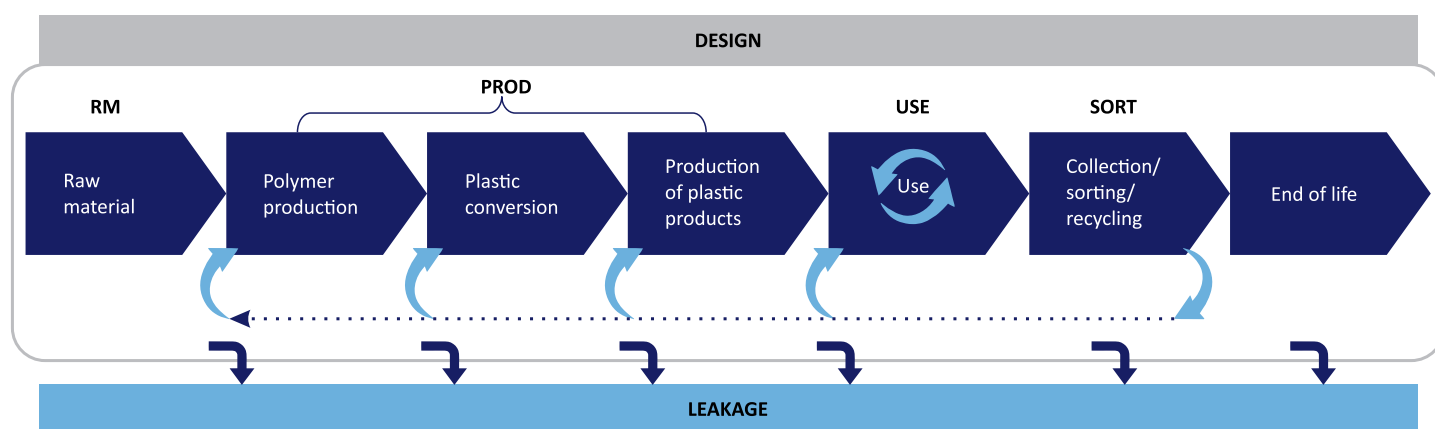 DESIGN
PROD
RM
USE
SORT
Raw
material
Polymer
production
Plastic
conversion
Production
of plastic
products
Use
Collection/
sorting/
recycling
End of life
LEAKAGE